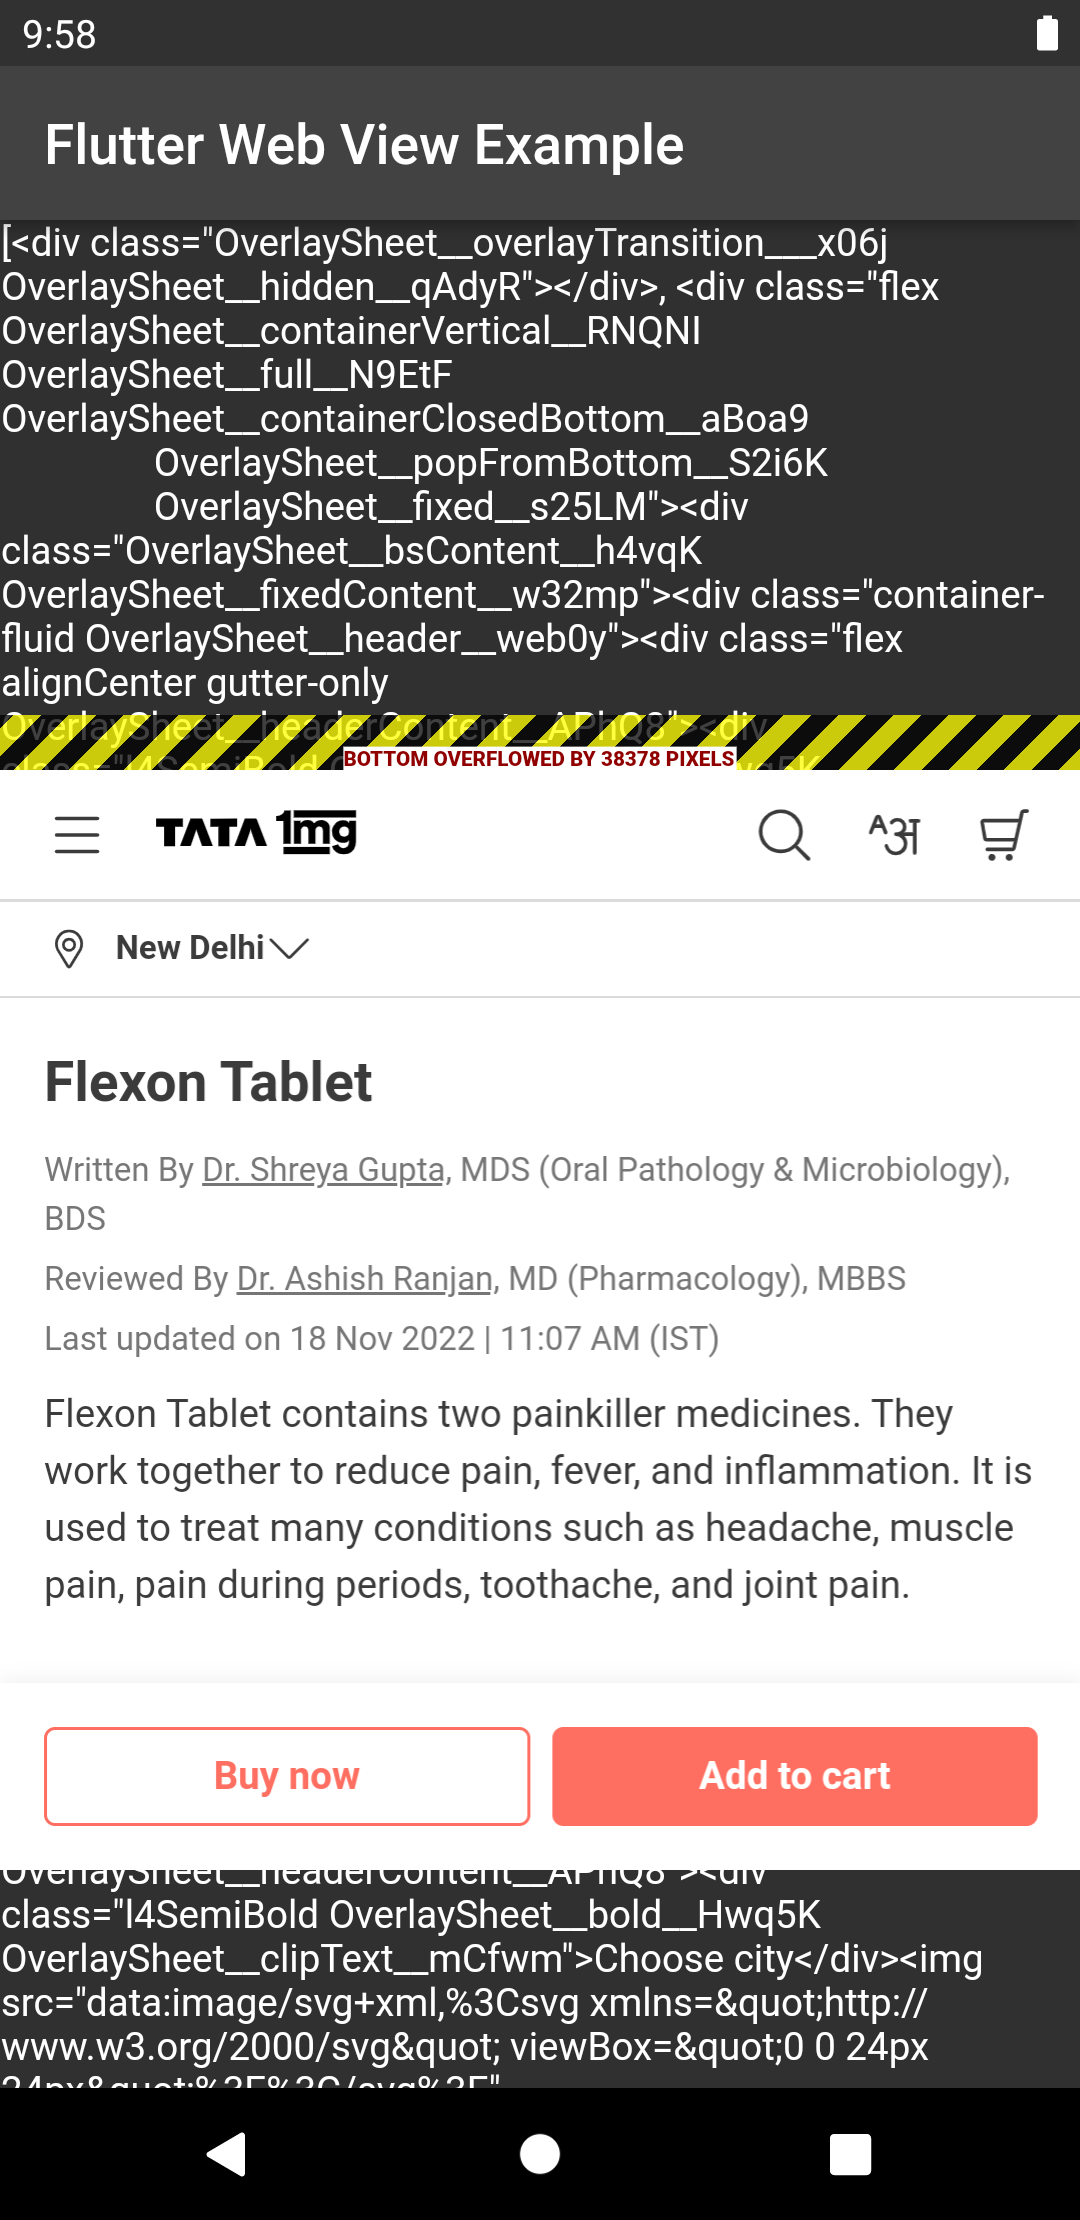 9:58
Flutter Web View Example
[<div class="OverlaySheet__overlayTransition___x06j
OverlaySheet__hidden__qAdyR"></div>, <div class="flex
OverlaySheet__containerVertical__RNQNI
OverlaySheet__full__N9EtF
OverlaySheet__containerClosedBottom__aBoa9
OverlaySheet__popFromBottom__S2i6K
OverlaySheet__fixed__s25LM"><div
class="OverlaySheet__bsContent__h4vqK
OverlaySheet__fixedContent__w32mp"><div class="container-
fluid OverlaySheet__header__web0y"><div class="flex
alignCenter gutter-only
OverlaySheet__headerContent__APhQ8"><div
class="l4SemiBold
BOTTOM OVERFLOWED BY 38378 PIXELS
TATA 1mg
Aअ
New Delhi
Flexon Tablet
Written By Dr. Shreya Gupta, MDS (Oral Pathology & Microbiology),
BDS
Reviewed By Dr. Ashish Ranjan, MD (Pharmacology), MBBS
Last updated on 18 Nov 2022 | 11:07 AM (IST)
Flexon Tablet contains two painkiller medicines. They
work together to reduce pain, fever, and inflammation. It is
used to treat many conditions such as headache, muscle
pain, pain during periods, toothache, and joint pain.
Buy now
Add to cart
OverlaySheet__headerContent__APhQ8"><div
class="l4SemiBold OverlaySheet__bold__Hwq5K
OverlaySheet__clipText__mCfwm">Choose city</div><img
src="data:image/svg+xml,%3Csvg xmlns=&quot;http://
www.w3.org/2000/svg&quot; viewBox=&quot;0 0 24px
24px&quot;%3E%3C/svg%3E"